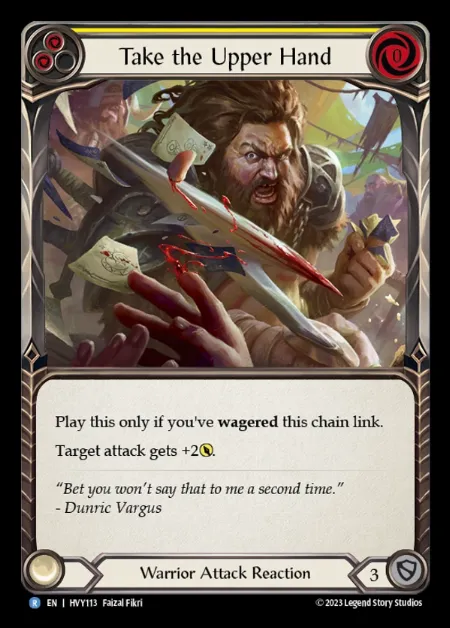 Take the Upper Hand
0
Play this only if you've wagered this chain link.
Target attack gets +2.
“Bet you won’t say that to me a second time.”
- Dunric Vargus
Warrior Attack Reaction
3
R EN | HVY113 Faizal Fikri
© 2023 Legend Story Studios